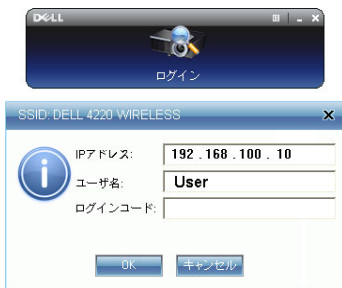 DELL
ログイン
SSID: DELL 4220 WIRELESS
IPアドレス: 192 . 168 . 100 . 10
ユーザ名: User
ログインコード:
OK キャンセル